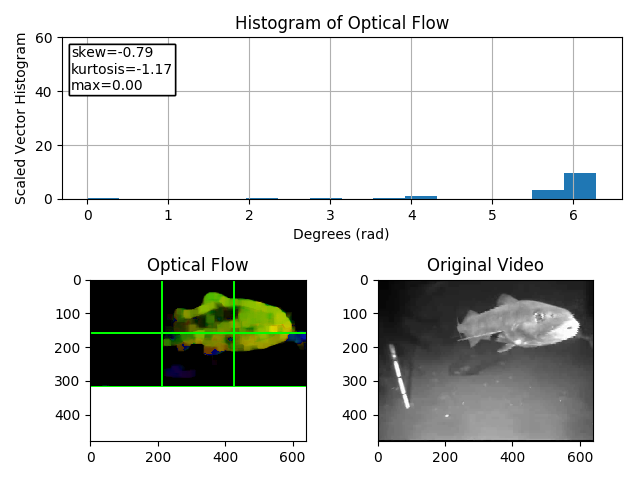 Histogram of Optical Flow
Scaled Vector Histogram
60
40
20
0
skew=-0.79
kurtosis=-1.17
max=0.00
0 1 2 3 4 5 6
Degrees (rad)
Optical Flow
0
100
200
300
400
0 200 400 600
Original Video
0
100
200
300
400
0 200 400 600